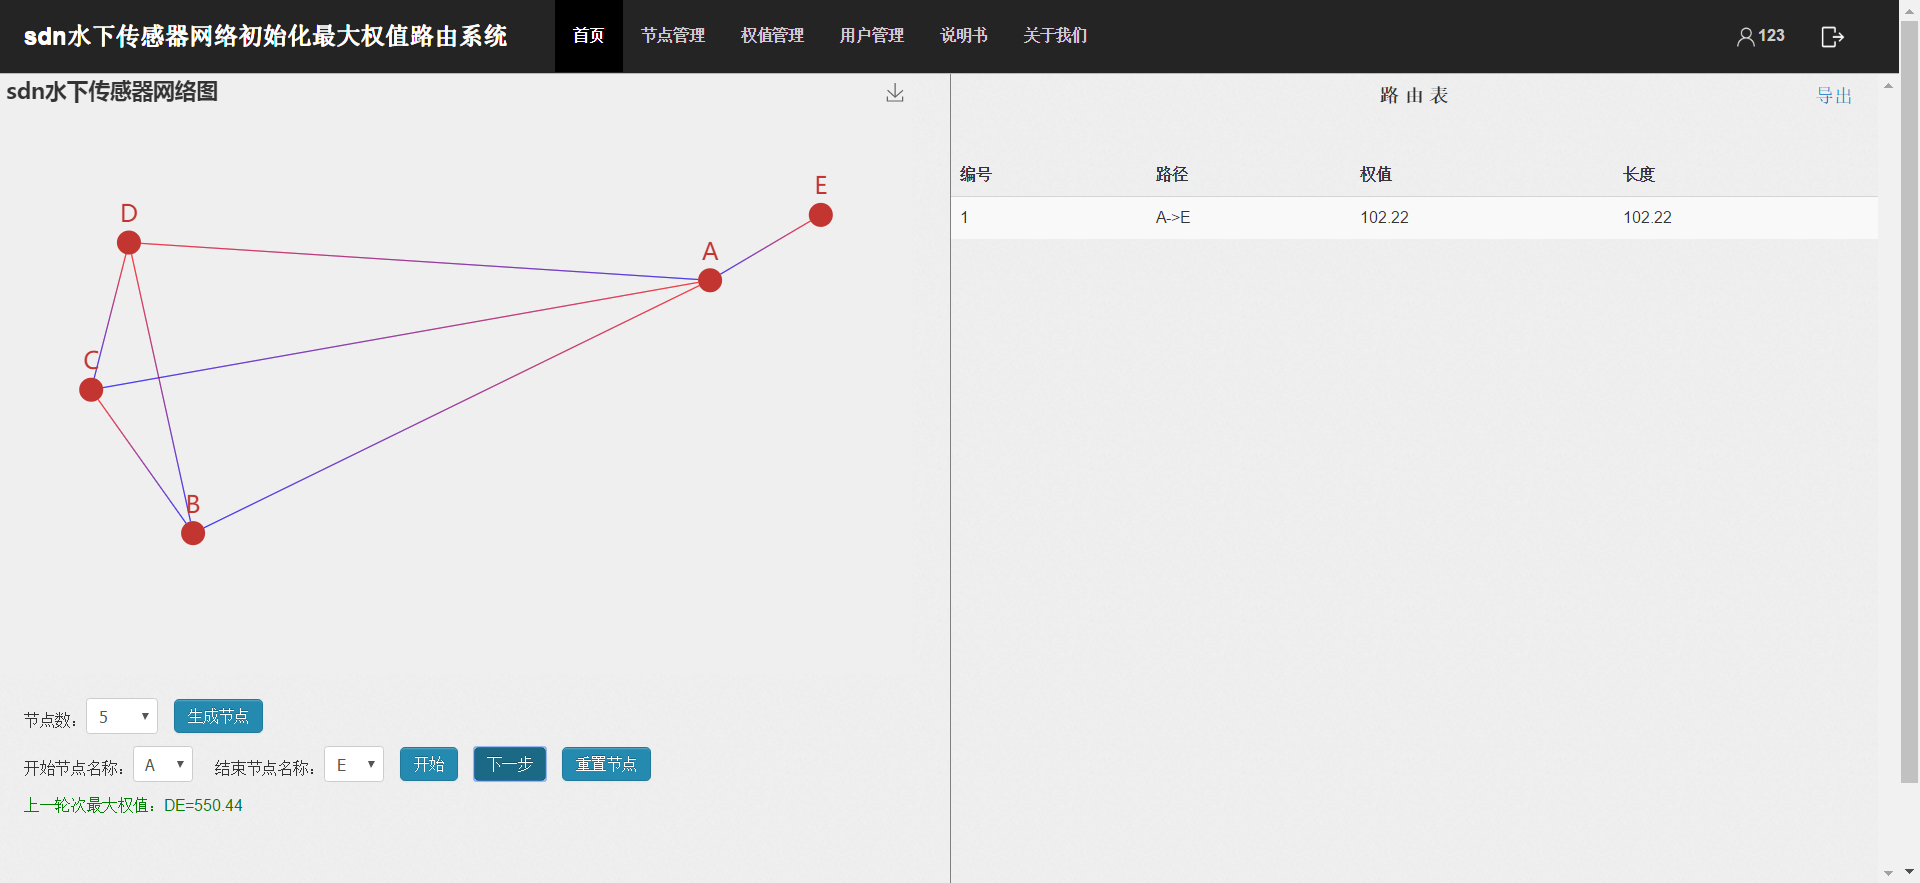 sdn水下传感器网络初始化最大权值路由系统 首页 节点管理 权值管理 用户管理 说明书 关于我们 123
sdn水下传感器网络图
路由表 导出
编号 路径 权值 长度
1 A->E 102.22 102.22
E
D
A
C
B
节点数： 5 生成节点
开始节点名称： A 结束节点名称： E 开始 下一步 重置节点
上一轮次最大权值：DE=550.44